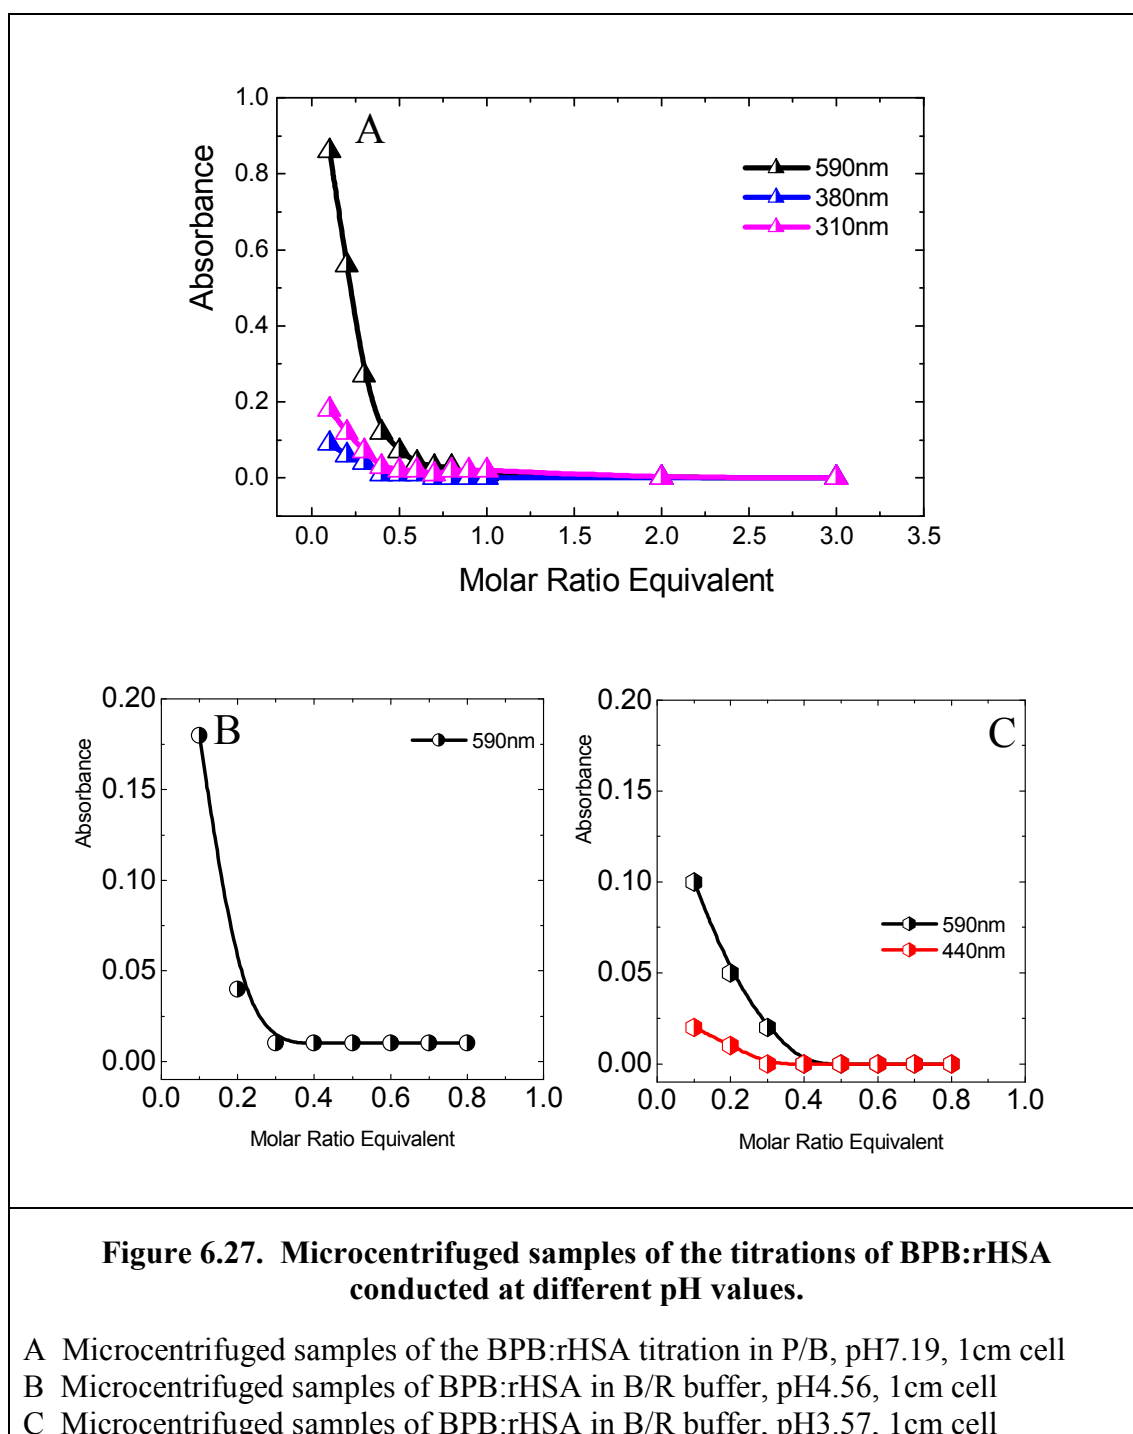 A
1.0
0.8
0.6
0.4
0.2
0.0
Absorbance
590nm
380nm
310nm
0.0 0.5 1.0 1.5 2.0 2.5 3.0 3.5
Molar Ratio Equivalent
B
0.20
0.15
0.10
0.05
0.00
Absorbance
590nm
0.0 0.2 0.4 0.6 0.8 1.0
Molar Ratio Equivalent
C
0.20
0.15
0.10
0.05
0.00
Absorbance
590nm
440nm
0.0 0.2 0.4 0.6 0.8 1.0
Molar Ratio Equivalent
Figure 6.27. Microcentrifuged samples of the titrations of BPB:rHSA
conducted at different pH values.
A Microcentrifuged samples of the BPB:rHSA titration in P/B, pH7.19, 1cm cell
B Microcentrifuged samples of BPB:rHSA in B/R buffer, pH4.56, 1cm cell
C Microcentrifuged samples of BPB:rHSA in B/R buffer, pH3.57, 1cm cell